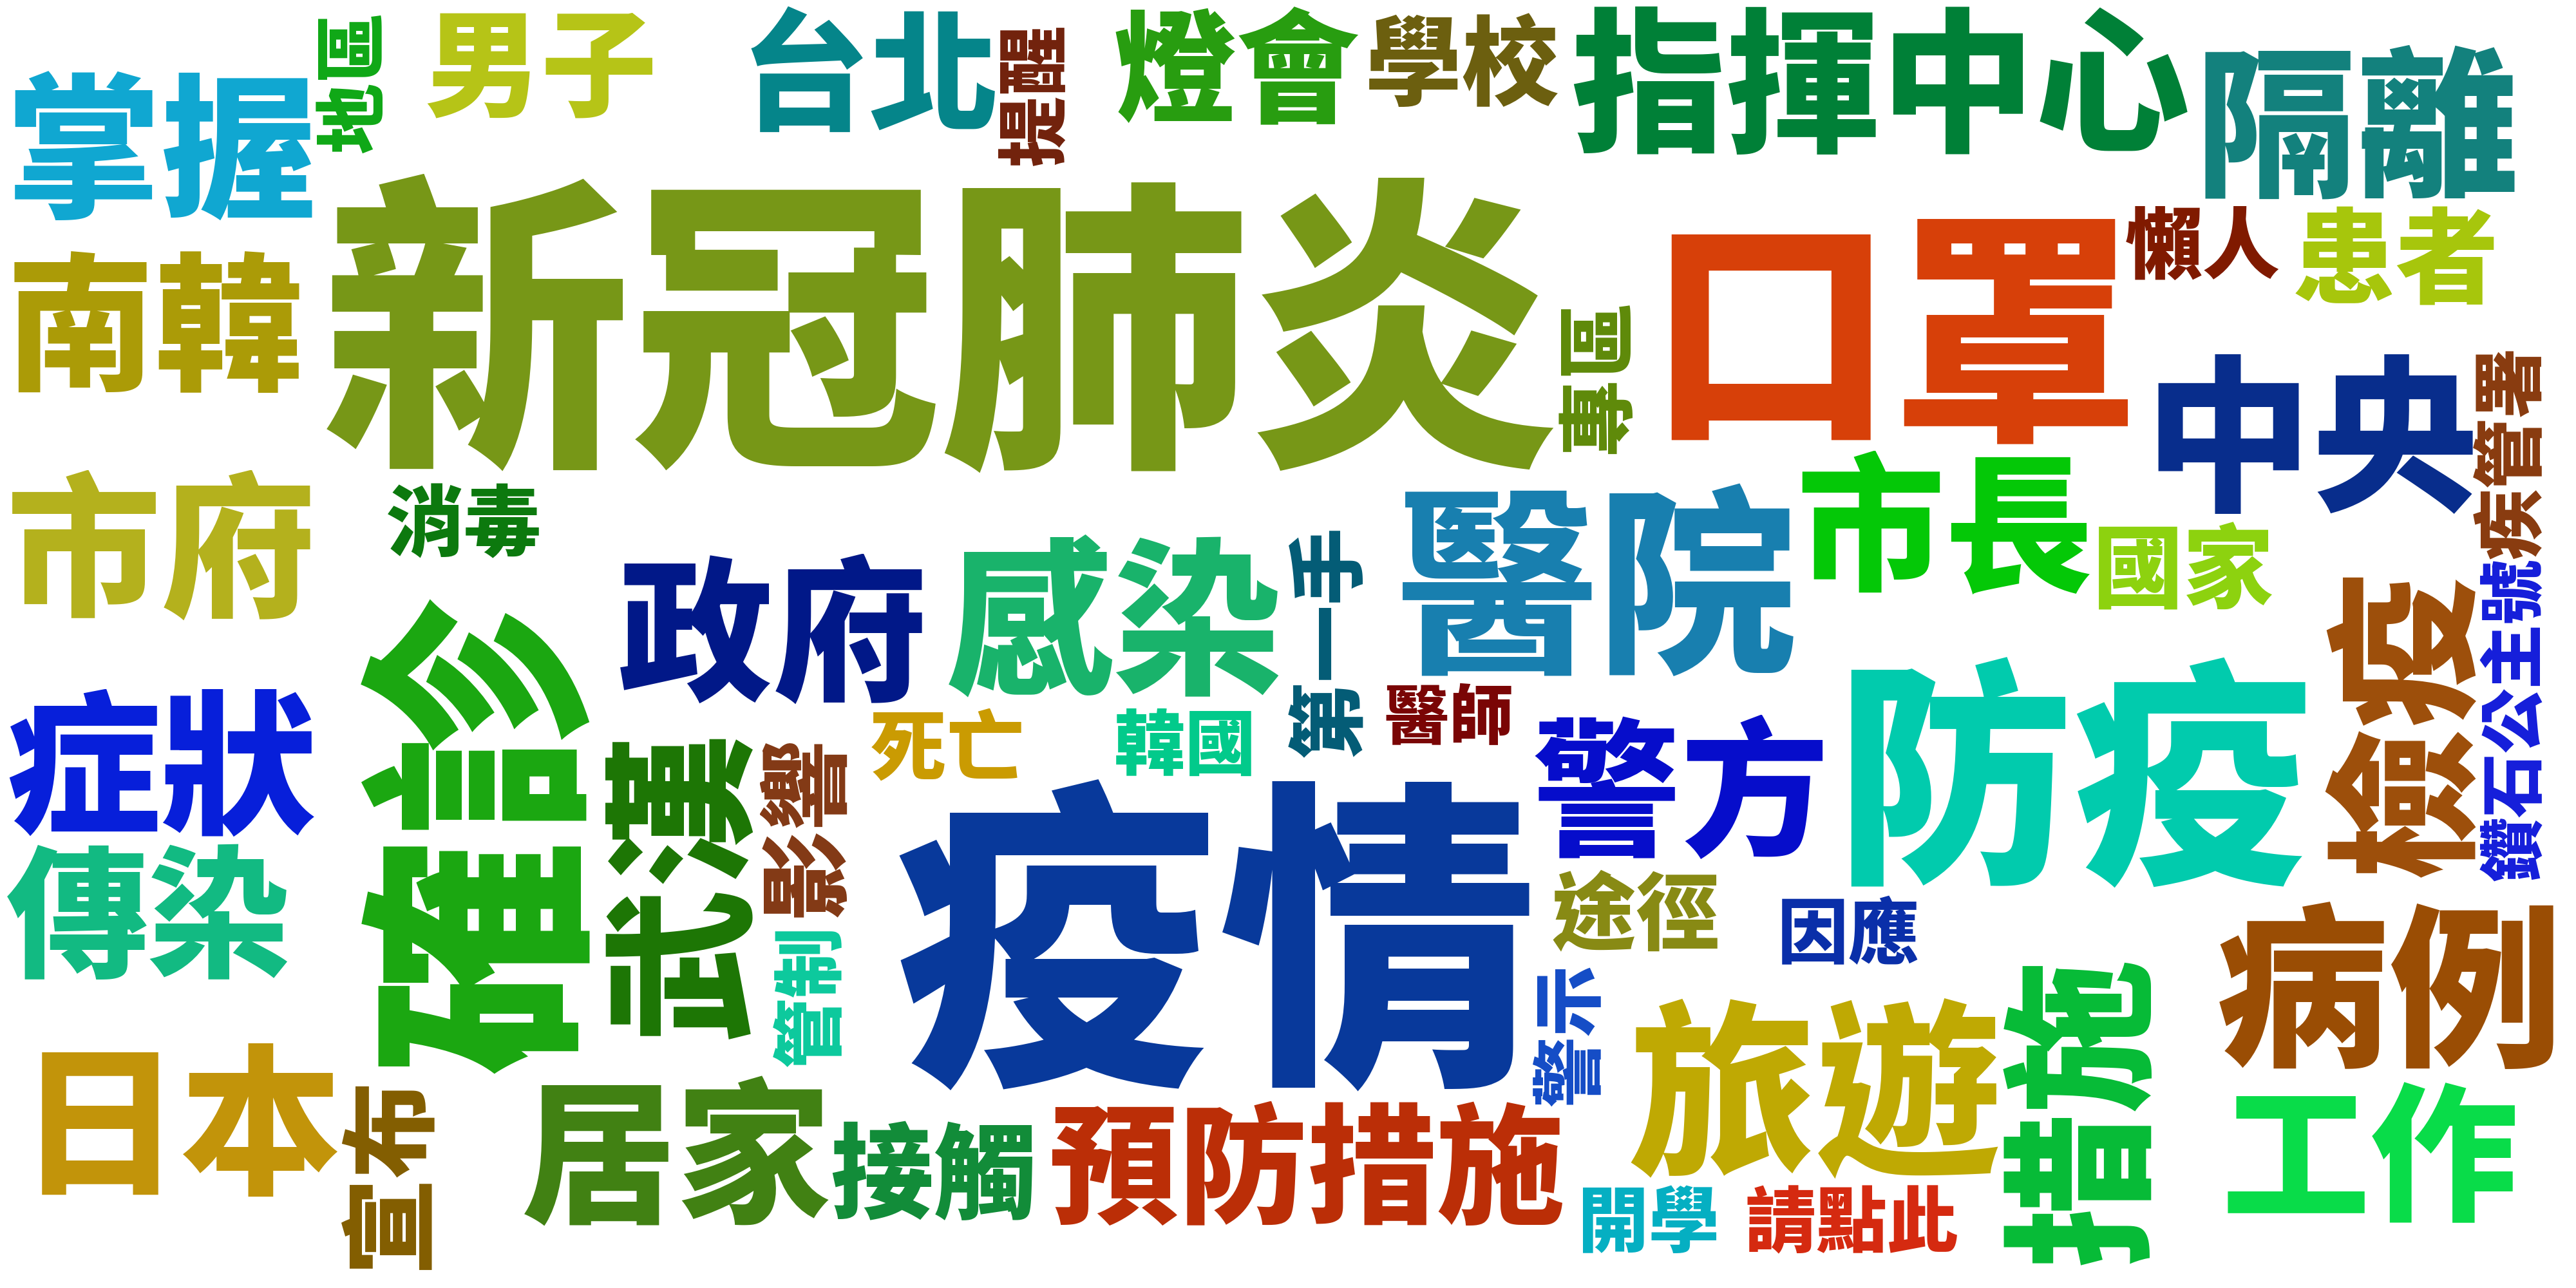 掌握
地區
男子
台北
提醒
燈會
學校
指揮中心
隔離
南韓
新冠肺炎
專區
口罩
懶人
患者
中央
疾管署
市府
消毒
政府
感染
第一手
醫院
市長
國家
檢疫
鑽石公主號
症狀
確診
武漢
影響
死亡
韓國
醫師
警方
防疫
傳染
管制
疫情
途徑
因應
警示
病例
日本
宣布
居家
接觸
預防措施
旅遊
措施
工作
開學
請點此